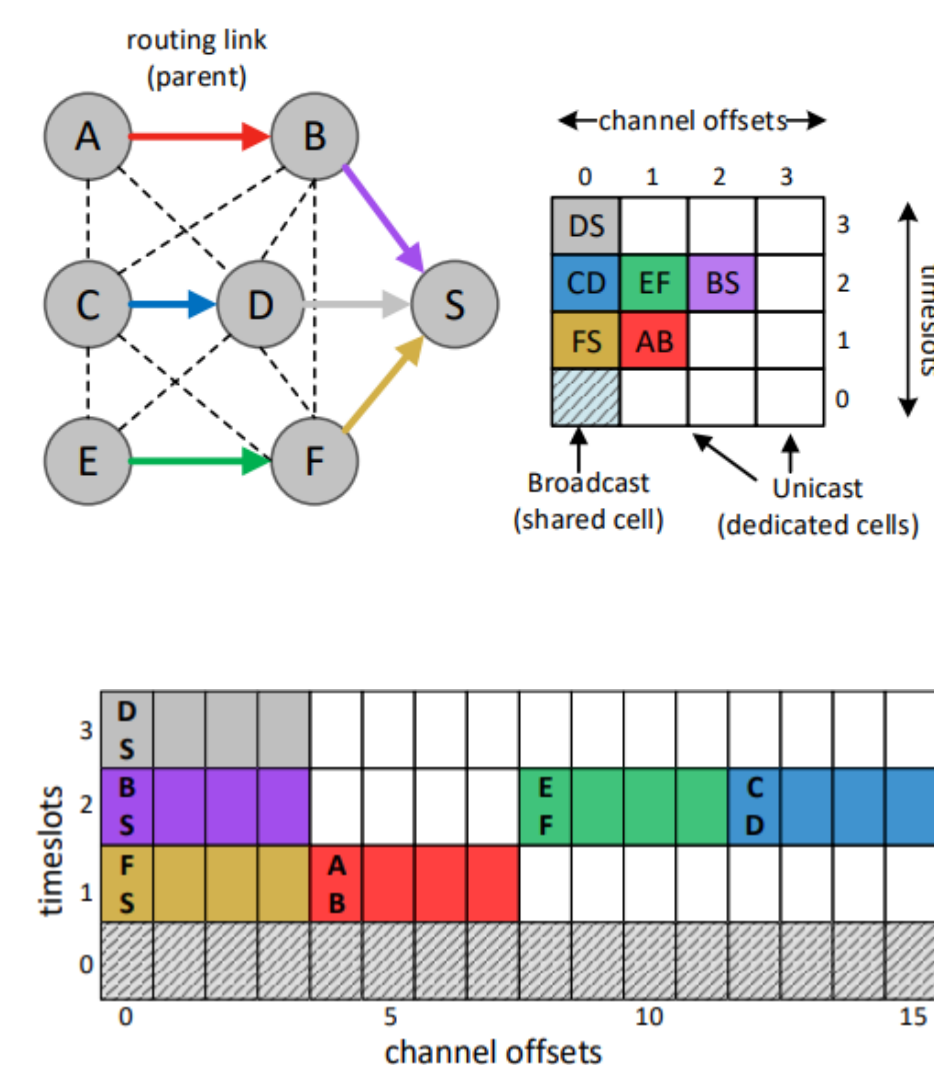 routing link
(parent)
A
B
C
D
S
E
F
channel offsets
0 1 2 3
DS
3
CD EF BS
2
FS AB
1
0
timeslots
Broadcast
(shared cell)
Unicast
(dedicated cells)
timeslots
3
D
S
2
B
S
E
F
C
D
1
F
S
A
B
0
0 5 10 15
channel offsets